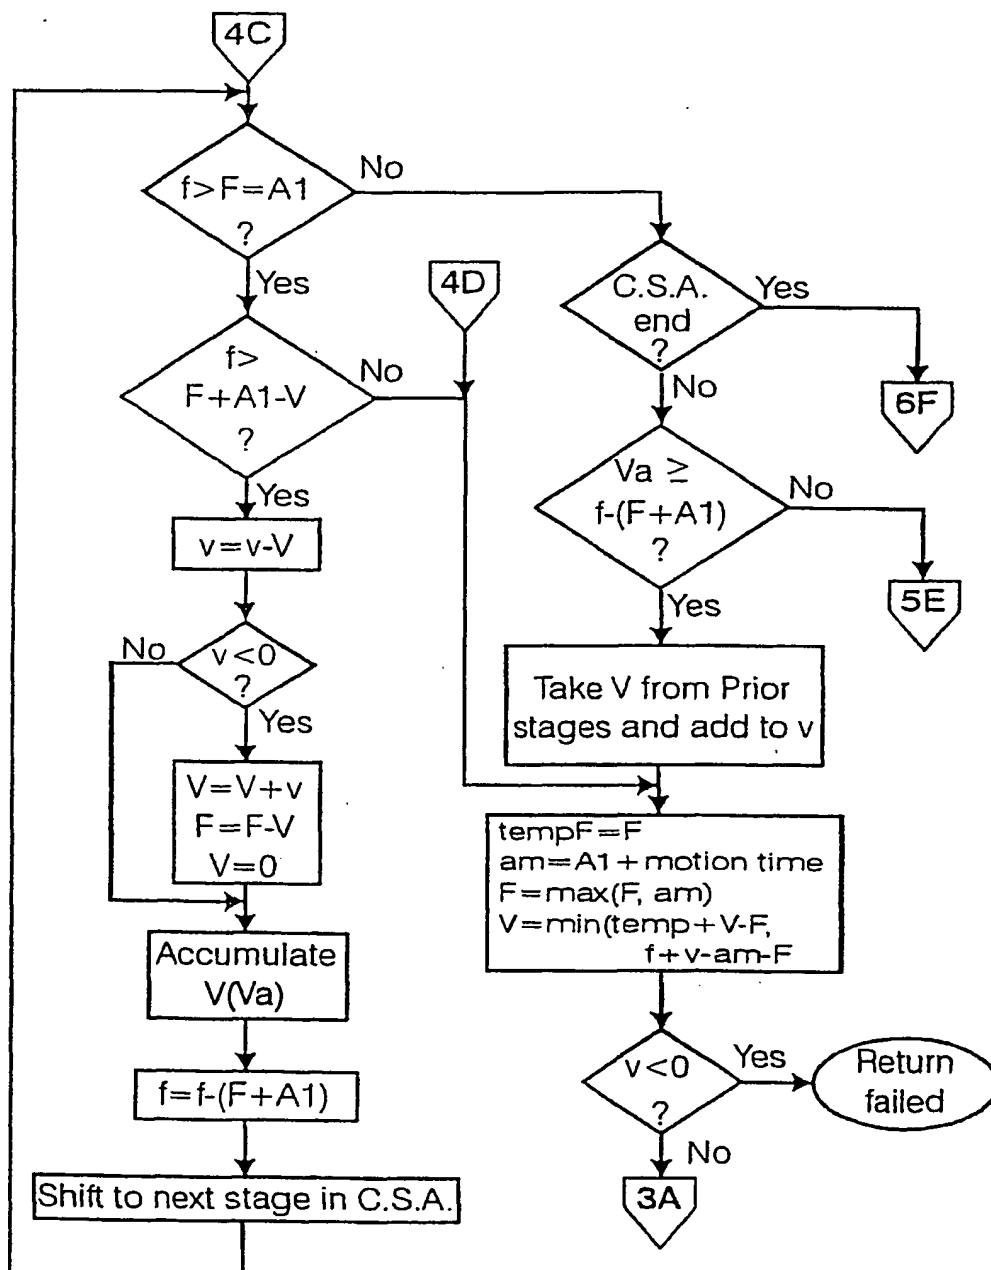 4C
f>F=A1
?
No
Yes
4D
C.S.A.
end
?
Yes
No
6F
f>
F+A1-V
?
No
Yes
Va ≥
f-(F+A1)
?
No
Yes
5E
v=v-V
v<0
?
No
Yes
Take V from Prior
stages and add to v
V=V+v
F=F-V
V=0
tempF=F
am=A1+motion time
F=max(F, am)
V=min(temp+V-F,
f+v-am-F
Accumulate
V(Va)
f=f-(F+A1)
v<0
?
Yes
No
Return
failed
Shift to next stage in C.S.A.
3A